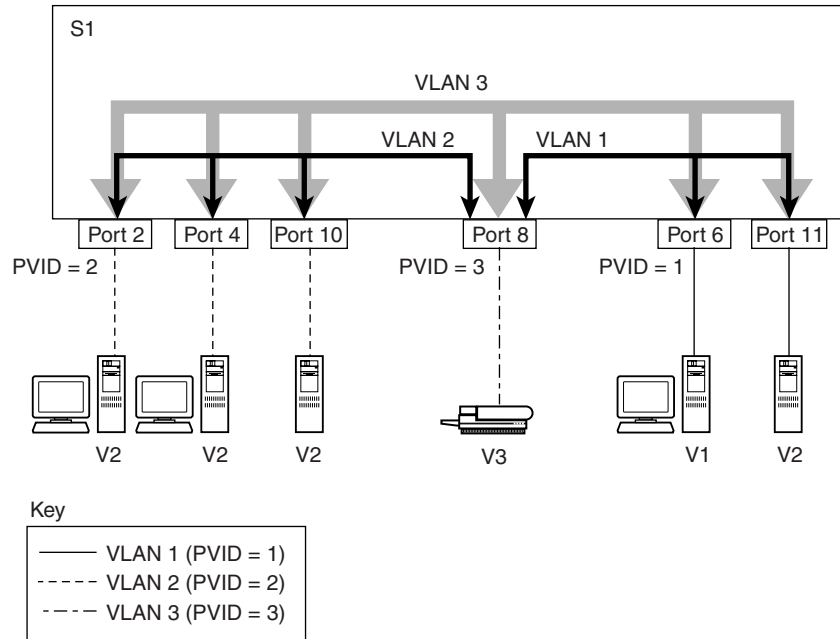 S1
VLAN 3
VLAN 2
VLAN 1
Port 2
Port 4
Port 10
Port 8
Port 6
Port 11
PVID = 2
PVID = 3
PVID = 1
V2
V2
V2
V3
V1
V2
Key
VLAN 1 (PVID = 1)
VLAN 2 (PVID = 2)
VLAN 3 (PVID = 3)